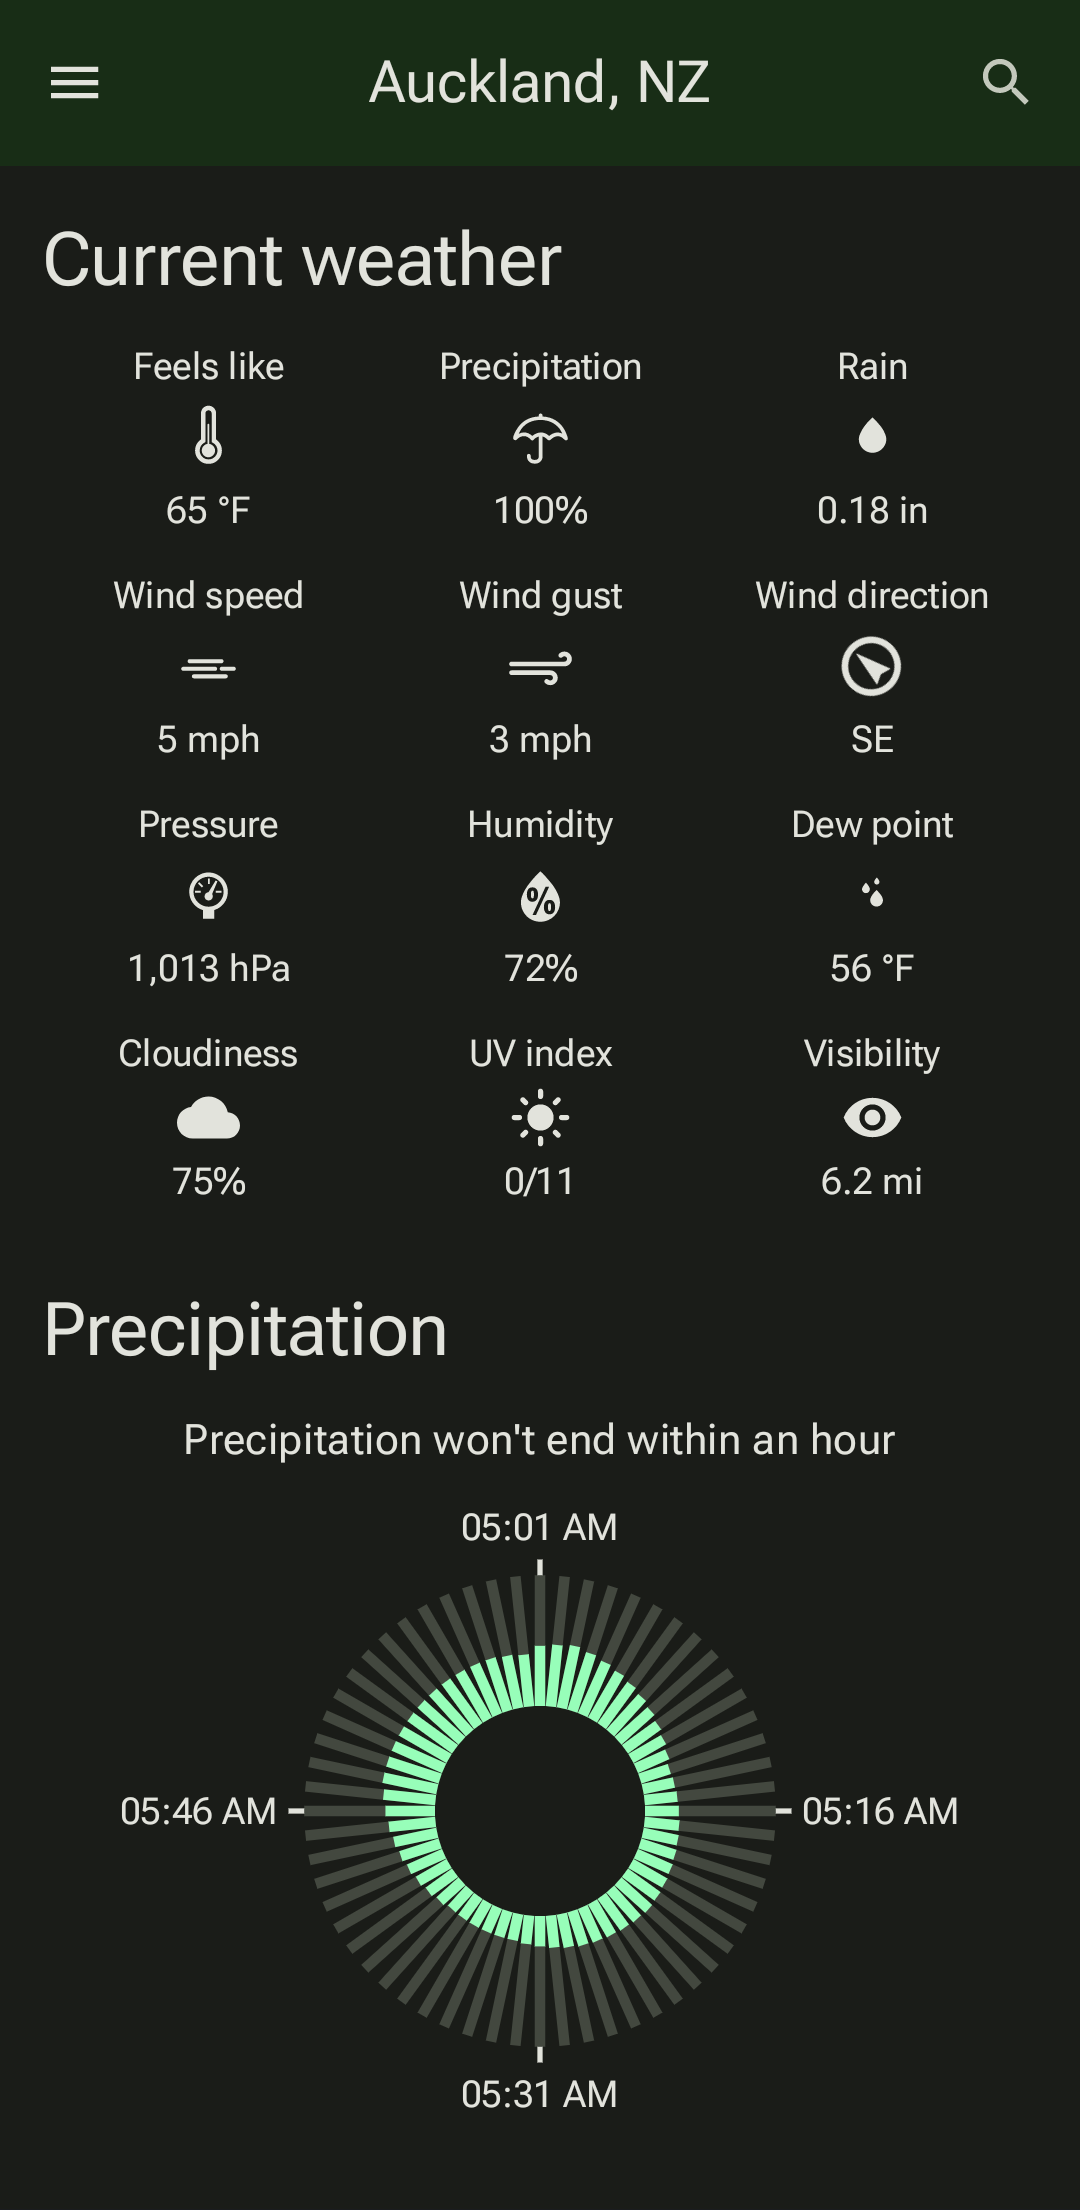 Auckland, NZ
Current weather
Feels like
Precipitation
Rain
65 °F
100%
0.18 in
Wind speed
Wind gust
Wind direction
5 mph
3 mph
SE
Pressure
Humidity
Dew point
%
1,013 hPa
72%
56 °F
Cloudiness
UV index
Visibility
75%
0/11
6.2 mi
Precipitation
Precipitation won't end within an hour
05:01 AM
05:46 AM
05:16 AM
05:31 AM